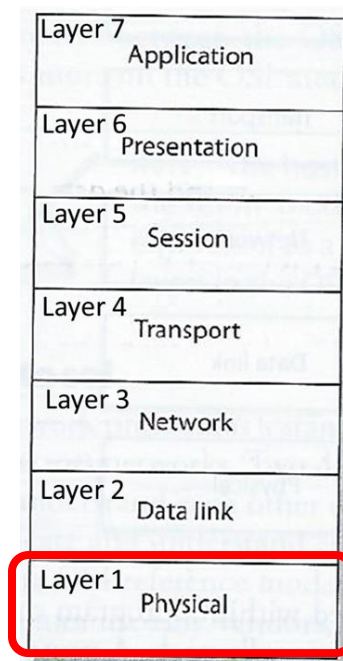 Layer 7
Application
Layer 6
Presentation
Layer 5
Session
Layer 4
Transport
Layer 3
Network
Layer 2
Data link
Layer 1
Physical